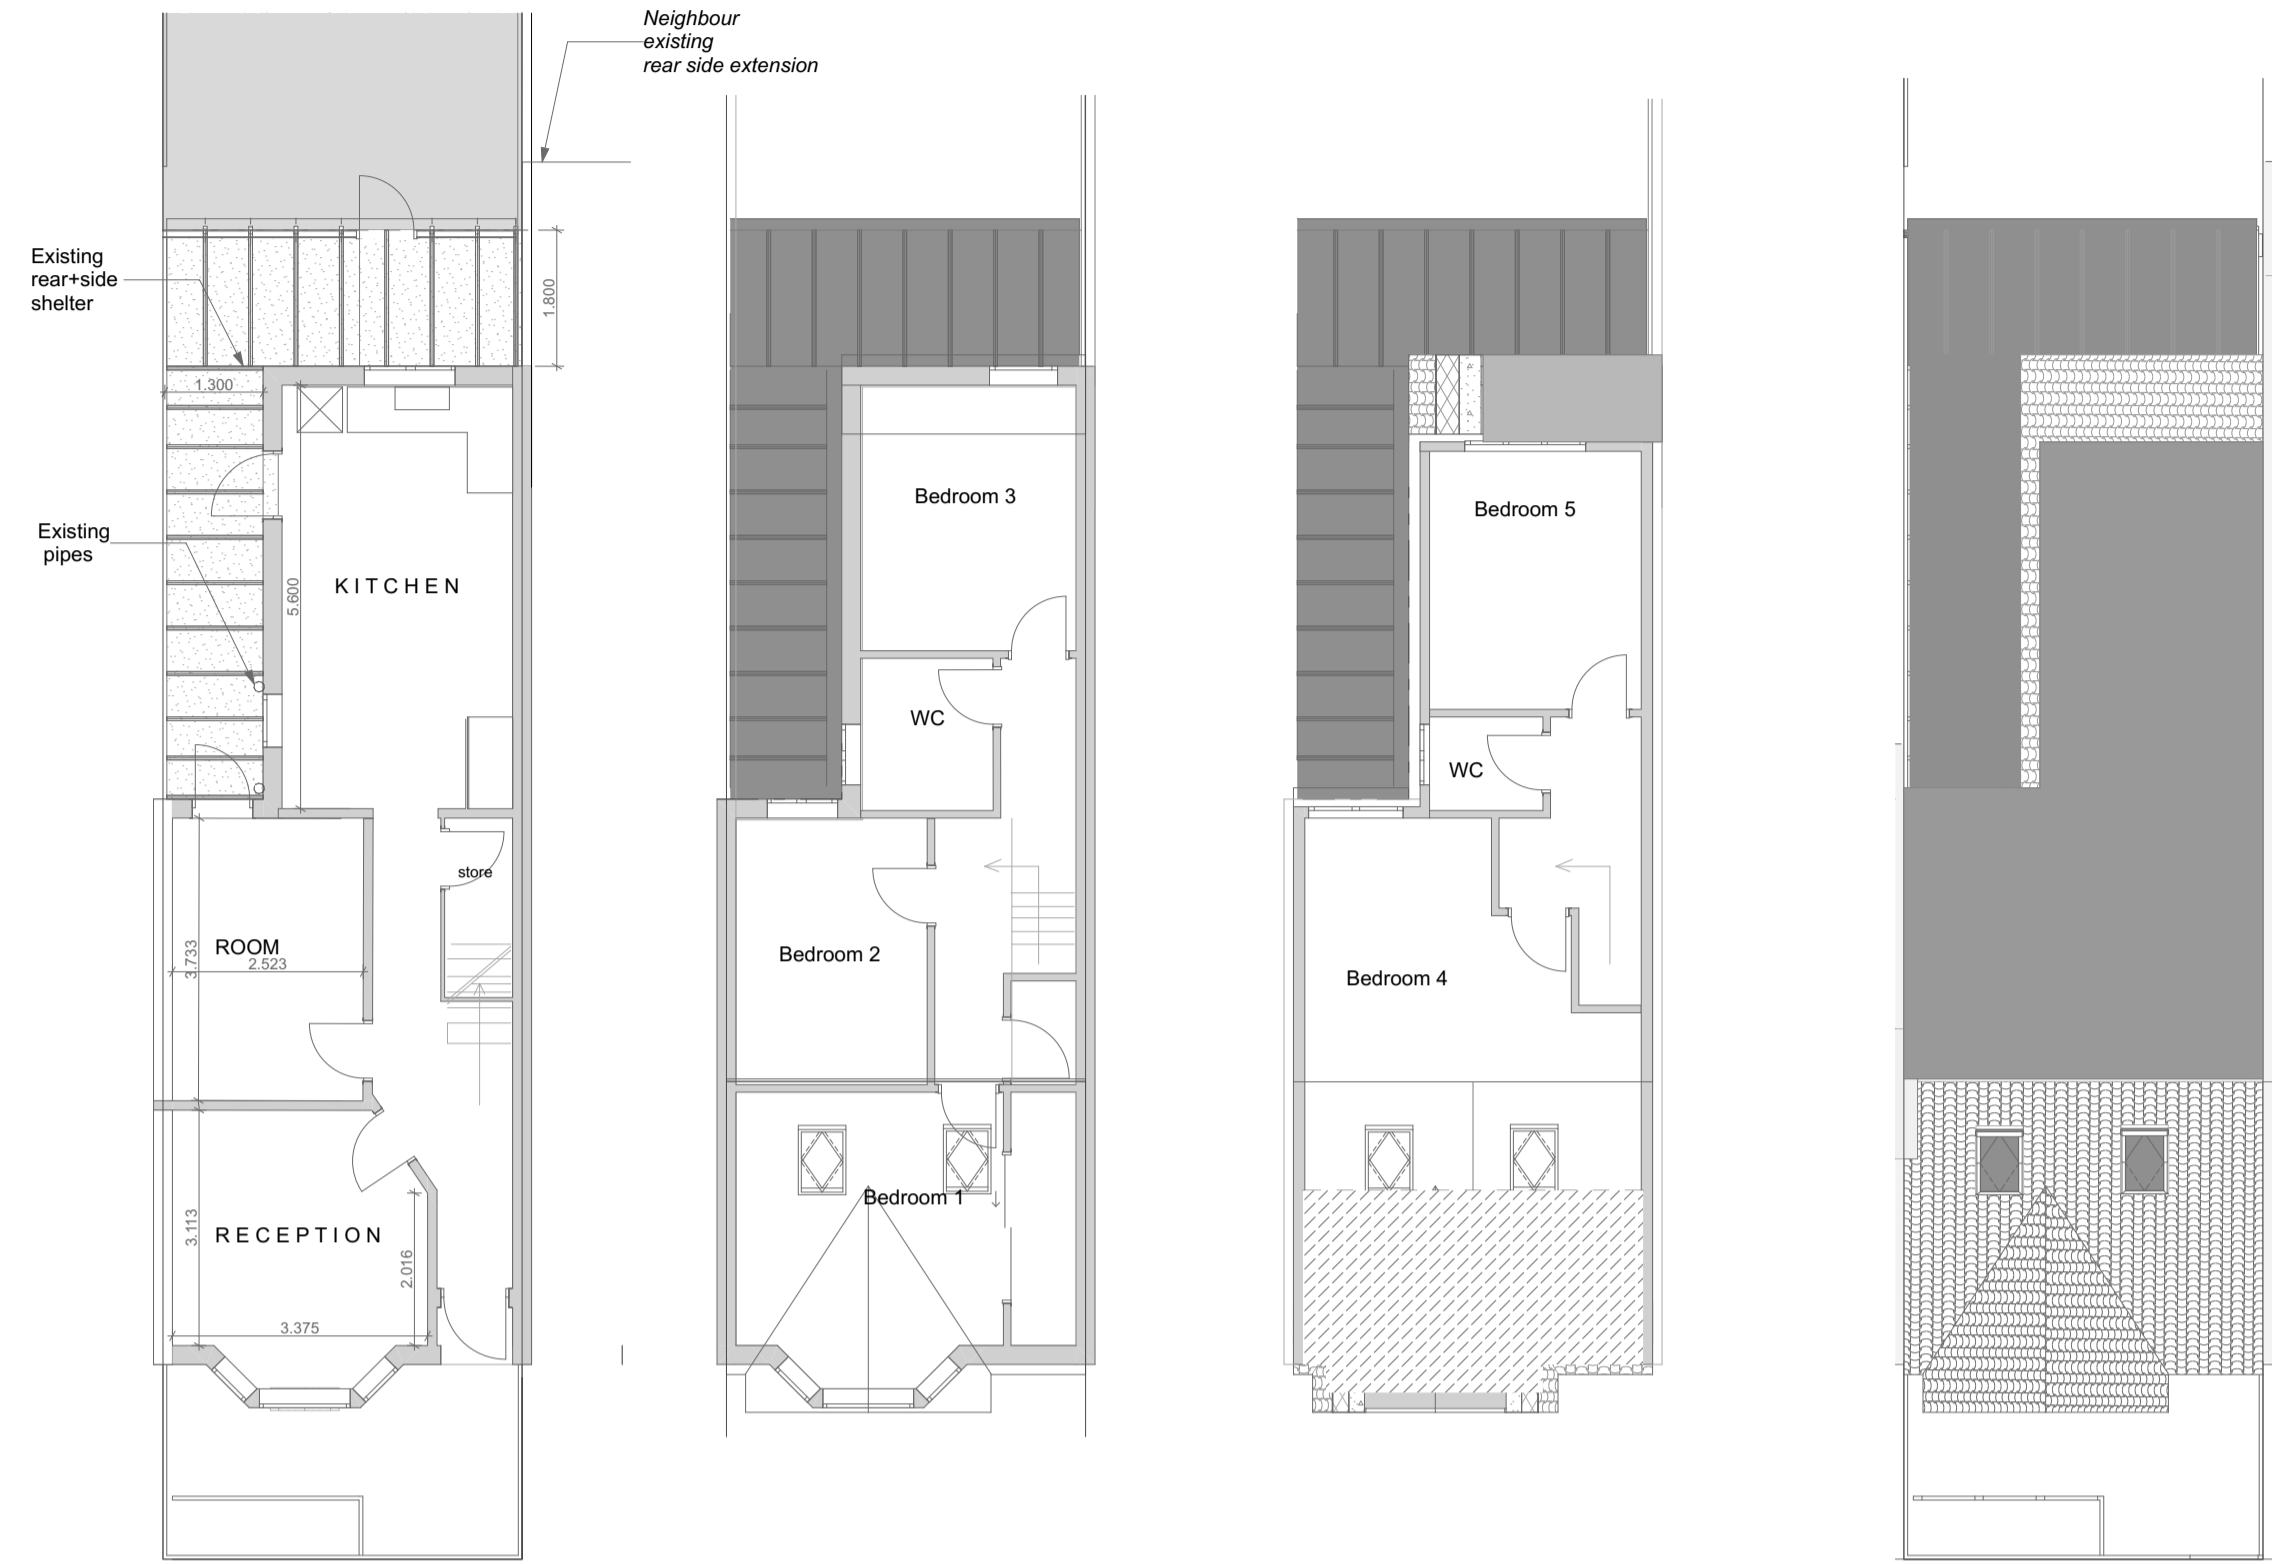 Neighbour
existing
rear side extension
Existing
rear+side
shelter
1.800
1.300
Existing
pipes
KITCHEN
5.600
store
ROOM
2.523
3.733
RECEPTION
3.113
2.016
3.375
Bedroom 3
WC
Bedroom 2
Bedroom 1
Bedroom 5
WC
Bedroom 4